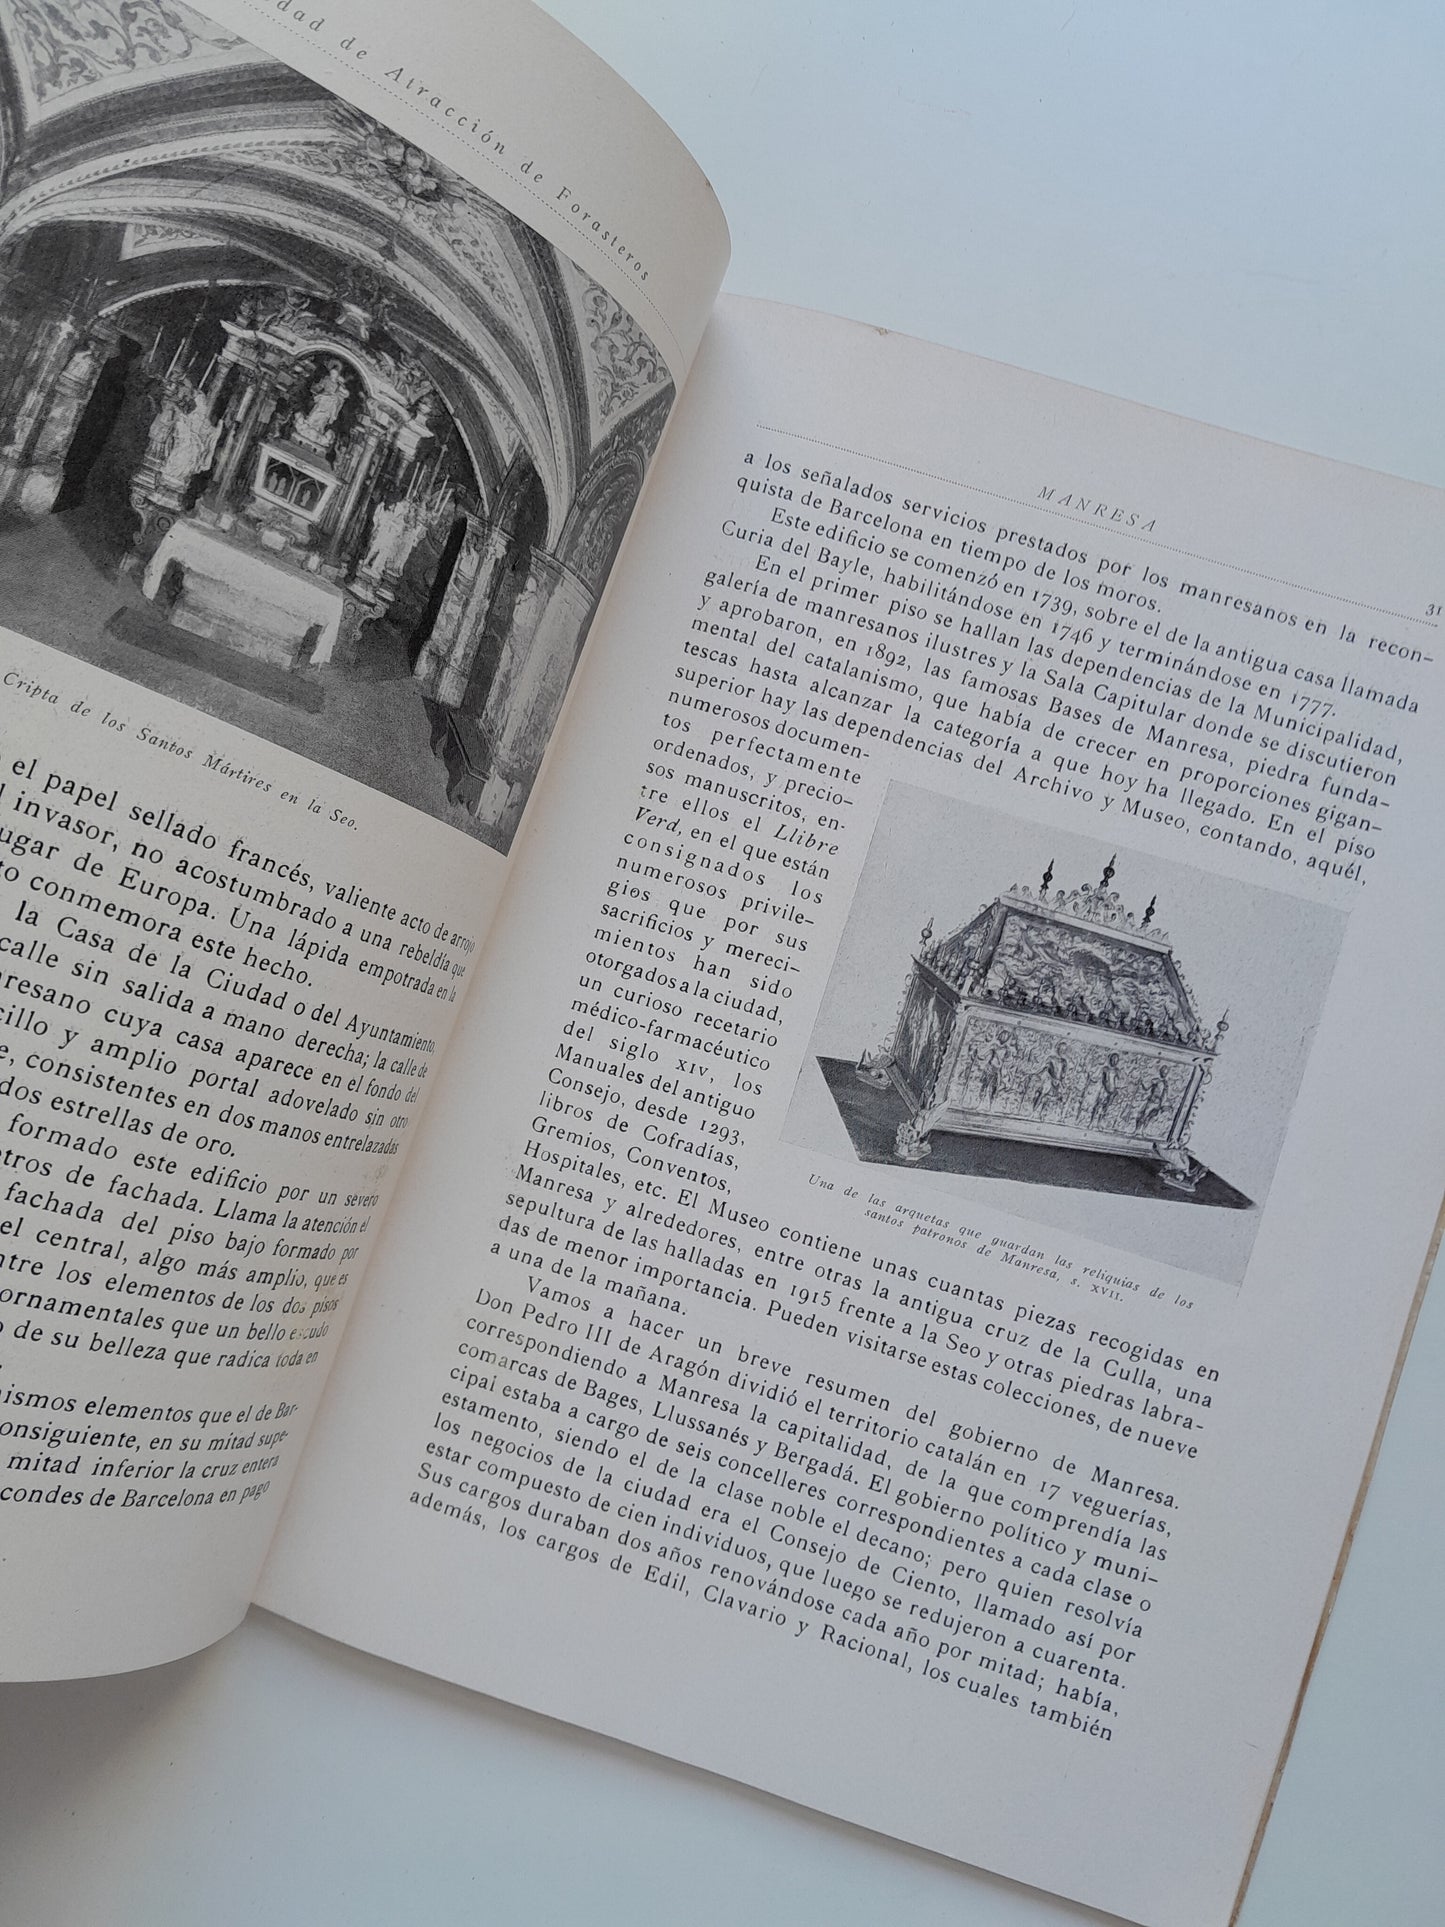 dad de Atracción de Forasteros
Cripta de los Santos Mártires en la Seo.
el papel sellado francés, valiente acto de arrojo
invasor, no acostumbrado a una rebeldía que
ugar de Europa. Una lápida empotrada en la
to conmemora este hecho.
la Casa de la Ciudad o del Ayuntamiento,
calle sin salida a mano derecha; la calle de
nresano cuya casa aparece en el fondo del
cillo y amplio portal adovelado sin otro
e, consistentes en dos manos entrelazadas
dos estrellas de oro.
formado este edificio por un severo
etros de fachada. Llama la atención el
fachada del piso bajo formado por
el central, algo más amplio, que es
ntre los elementos de los dos pisos
ornamentales que un bello escudo
o de su belleza que radica toda en
nismos elementos que el de Bar-
onsiguiente, en su mitad supe-
mitad inferior la cruz entera
condes de Barcelona en pago
MANRESA
31
a los señalados servicios prestados por los manresanos en la recon-
quista de Barcelona en tiempo de los moros.
Este edificio se comenzó en 1739, sobre el de la antigua casa llamada
Curia del Bayle, habilitándose en 1746 y terminándose en 1777.
En el primer piso se hallan las dependencias de la Municipalidad,
galería de manresanos ilustres y la Sala Capitular donde se discutieron
y aprobaron, en 1892, las famosas Bases de Manresa, piedra funda-
mental del catalanismo, que había de crecer en proporciones gigan-
tescas hasta alcanzar la categoría a que hoy ha llegado. En el piso
superior hay las dependencias del Archivo y Museo, contando, aquél,
numerosos documen-
tos perfectamente
ordenados, y precio-
sos manuscritos, en-
tre ellos el Llibre
Verd, en el que están
consignados los
numerosos privile-
gios que por sus
sacrificios y mereci-
mientos han sido
otorgados a la ciudad,
un curioso recetario
médico-farmacéutico
del siglo XIV, los
Manuales del antiguo
Consejo, desde 1293,
libros de Cofradías,
Gremios, Conventos,
Hospitales, etc. El Museo contiene unas cuantas piezas recogidas en
Manresa y alrededores, entre otras la antigua cruz de la Culla, una
sepultura de las halladas en 1915 frente a la Seo y otras piedras labra-
das de menor importancia. Pueden visitarse estas colecciones, de nueve
a una de la mañana.
Una de las arquetas que guardan las reliquias de los
santos patronos de Manresa, s. XVII.
Vamos a hacer un breve resumen del gobierno de Manresa.
Don Pedro III de Aragón dividió el territorio catalán en 17 veguerías,
correspondiendo a Manresa la capitalidad, de la que comprendía las
comarcas de Bages, Llussanés y Bergadá. El gobierno político y muni-
cipal estaba a cargo de seis concelleres correspondientes a cada clase o
estamento, siendo el de la clase noble el decano; pero quien resolvía
los negocios de la ciudad era el Consejo de Ciento, llamado así por
estar compuesto de cien individuos, que luego se redujeron a cuarenta.
Sus cargos duraban dos años renovándose cada año por mitad; había,
además, los cargos de Edil, Clavario y Racional, los cuales también